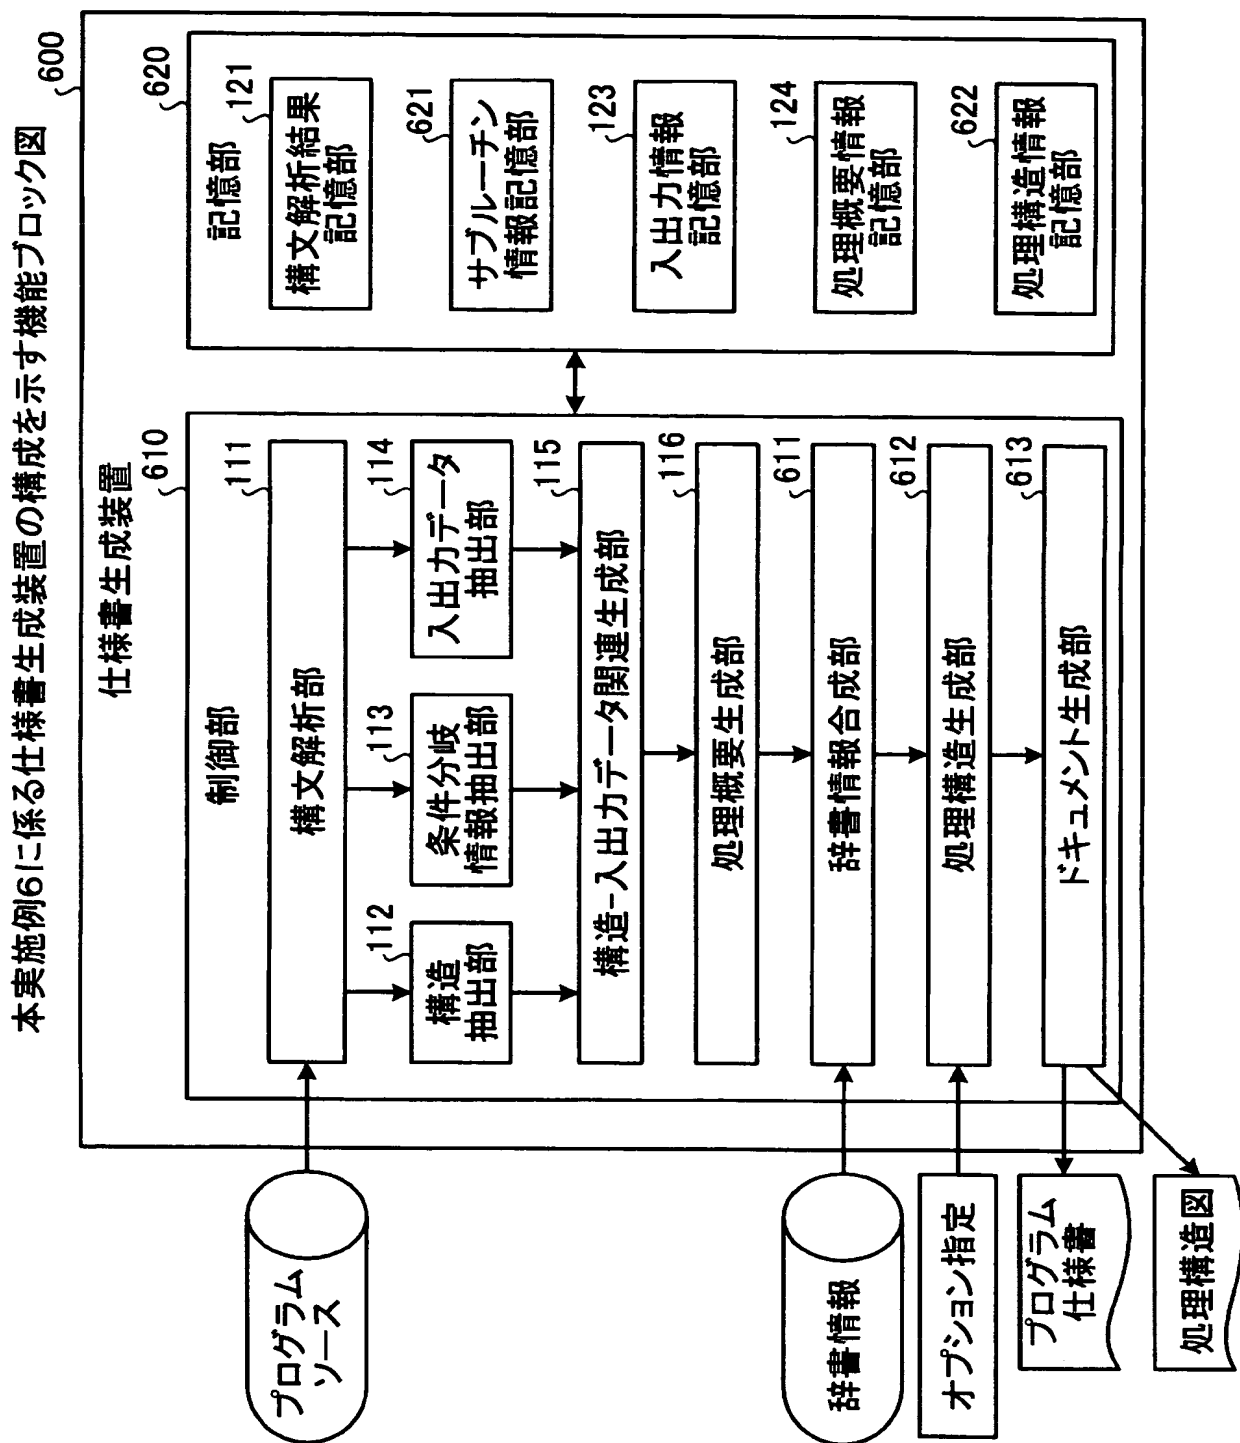 本実施例6に係る仕様書生成装置の構成を示す機能ブロック図
600
仕様書生成装置
610
制御部
111
構文解析部
112
構造
抽出部
113
条件分岐
情報抽出部
114
入出力データ
抽出部
115
構造-入出力データ関連生成部
116
処理概要生成部
611
辞書情報合成部
612
処理構造生成部
613
ドキュメント生成部
620
記憶部
121
構文解析結果
記憶部
621
サブルーチン
情報記憶部
123
入出力情報
記憶部
124
処理概要情報
記憶部
622
処理構造情報
記憶部
プログラム
ソース
辞書情報
オプション指定
プログラム
仕様書
処理構造図